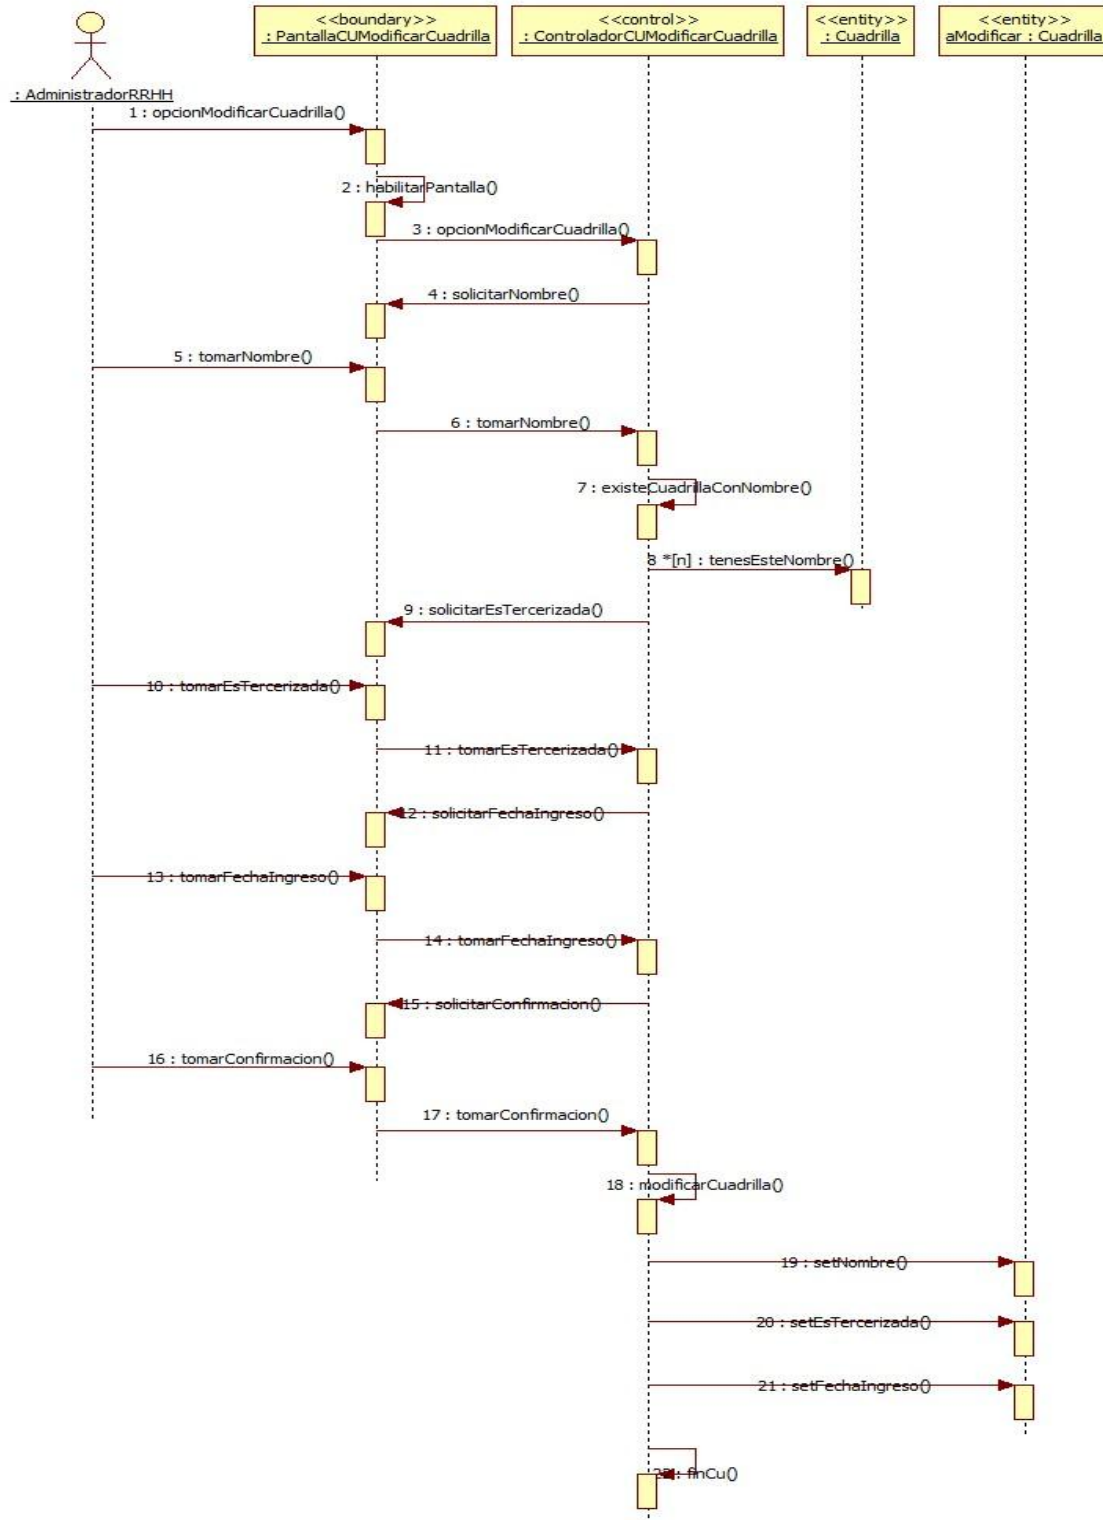 <<boundary>>
: PantallaCUModificarCuadrilla
<<control>>
: ControladorCUModificarCuadrilla
<<entity>>
: Cuadrilla
<<entity>>
aModificar : Cuadrilla
: AdministradorRRHH
1 : opcionModificarCuadrilla()
2 : habilitarPantalla()
3 : opcionModificarCuadrilla()
4 : solicitarNombre()
5 : tomarNombre()
6 : tomarNombre()
7 : existeCuadrillaConNombre()
8 *[n] : tenesEsteNombre()
9 : solicitarEsTercerizada()
10 : tomarEsTercerizada()
11 : tomarEsTercerizada()
12 : solicitarFechaIngreso()
13 : tomarFechaIngreso()
14 : tomarFechaIngreso()
15 : solicitarConfirmacion()
16 : tomarConfirmacion()
17 : tomarConfirmacion()
18 : modificarCuadrilla()
19 : setNombre()
20 : setEsTercerizada()
21 : setFechaIngreso()
: finCu()